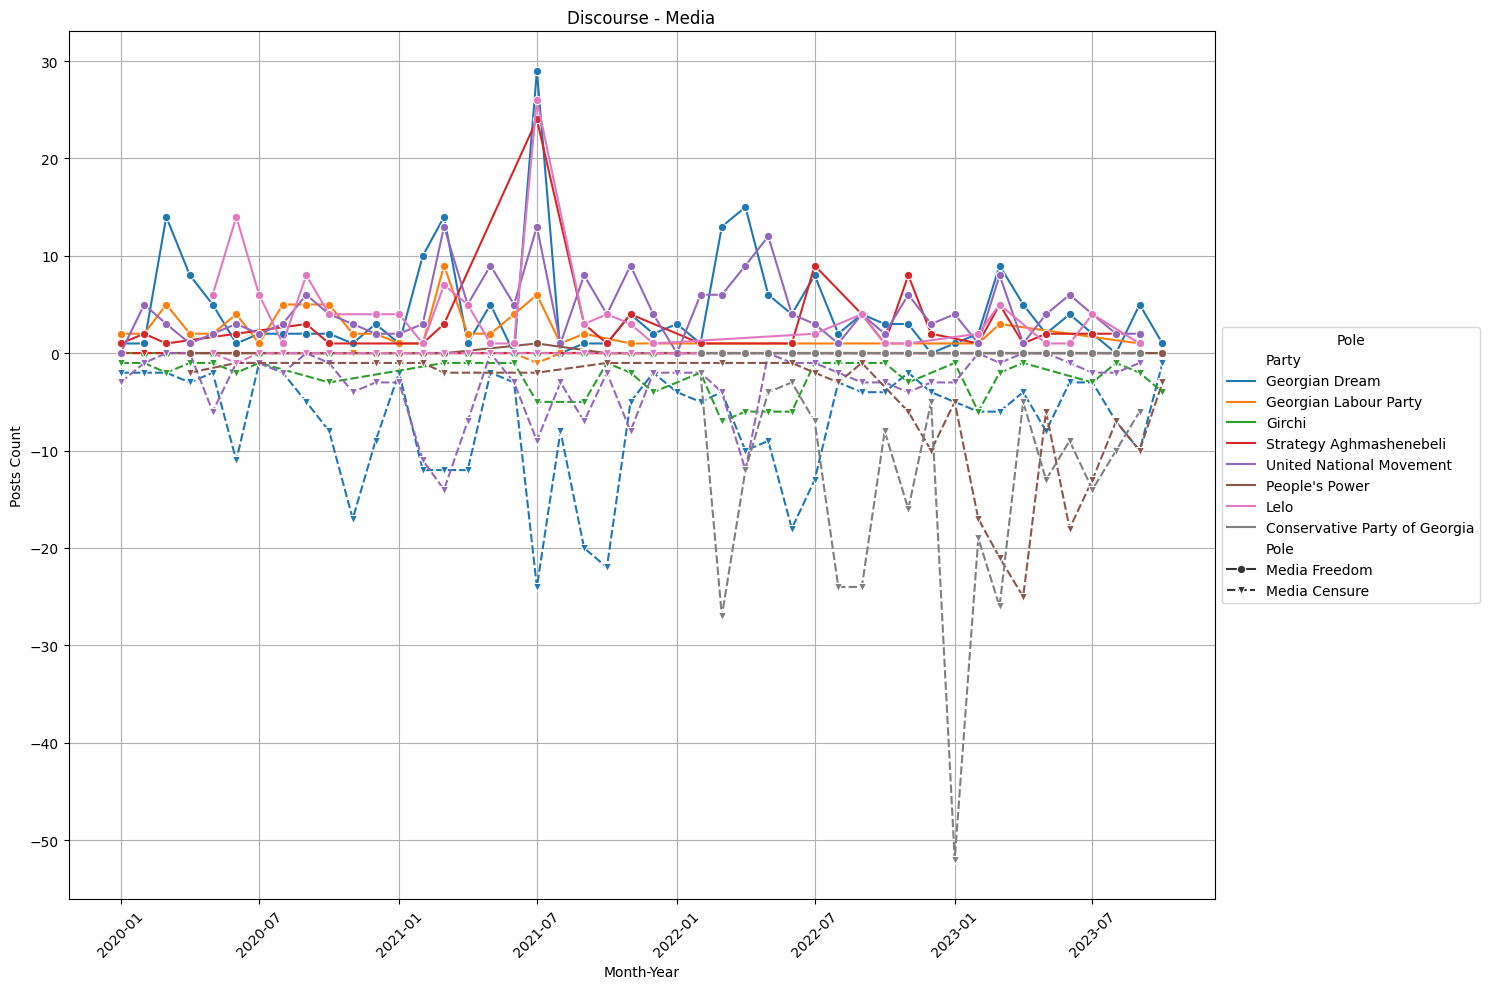 Discourse - Media
30
20
10
0
−10
−20
−30
−40
−50
Posts Count
2020-01
2020-07
2021-01
2021-07
2022-01
2022-07
2023-01
2023-07
Month-Year
Pole
Party
Georgian Dream
Georgian Labour Party
Girchi
Strategy Aghmashenebeli
United National Movement
People's Power
Lelo
Conservative Party of Georgia
Pole
Media Freedom
Media Censure